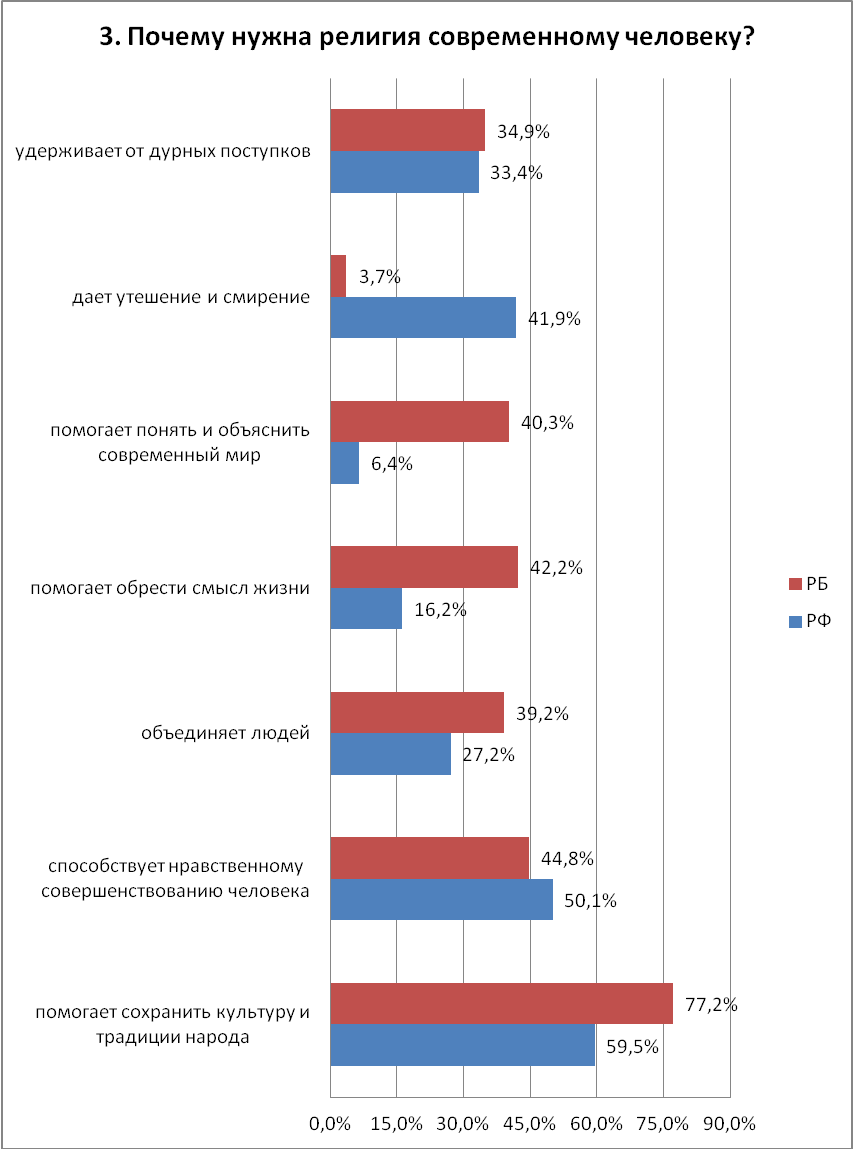 3. Почему нужна религия современному человеку?
удерживает от дурных поступков
34,9%
33,4%
дает утешение и смирение
3,7%
41,9%
помогает понять и объяснить
современный мир
40,3%
6,4%
помогает обрести смысл жизни
42,2%
16,2%
РБ
РФ
объединяет людей
39,2%
27,2%
способствует нравственному
совершенствованию человека
44,8%
50,1%
помогает сохранить культуру и
традиции народа
77,2%
59,5%
0,0% 15,0% 30,0% 45,0% 60,0% 75,0% 90,0%